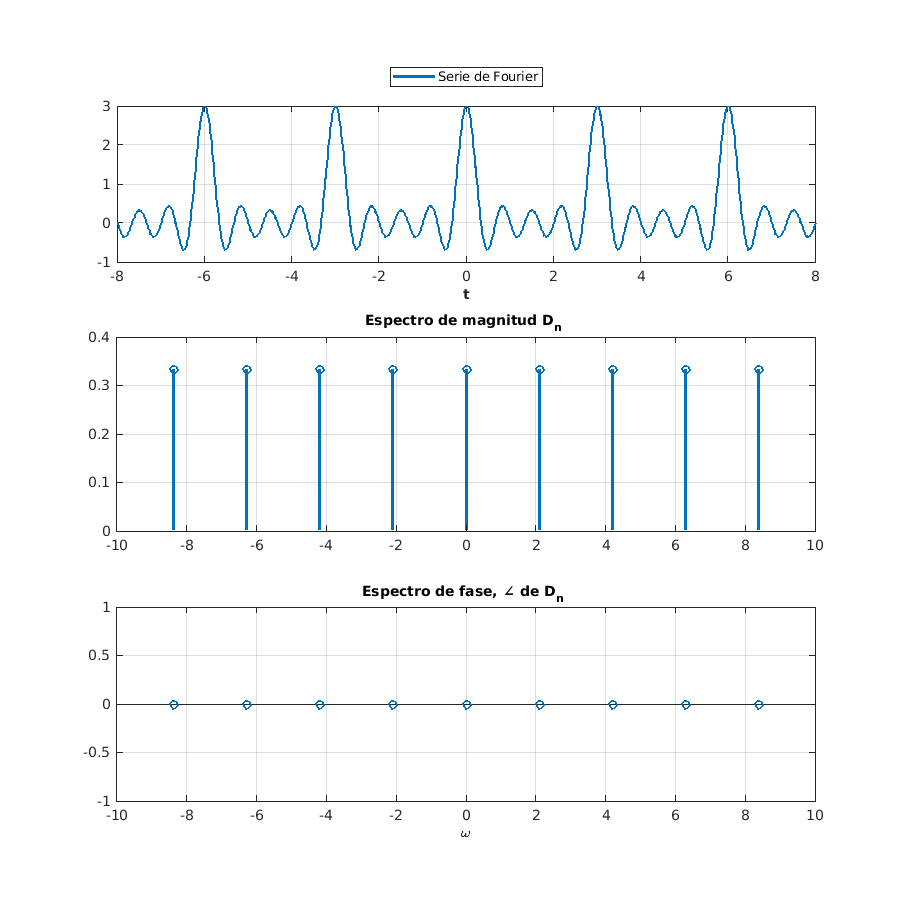 Serie de Fourier
3
2
1
0
-1
-8 -6 -4 -2 0 2 4 6 8
t
Espectro de magnitud Dn
0.4
0.3
0.2
0.1
0
-10 -8 -6 -4 -2 0 2 4 6 8 10
Espectro de fase, ∠ de Dn
1
0.5
0
-0.5
-1
-10 -8 -6 -4 -2 0 2 4 6 8 10
ω